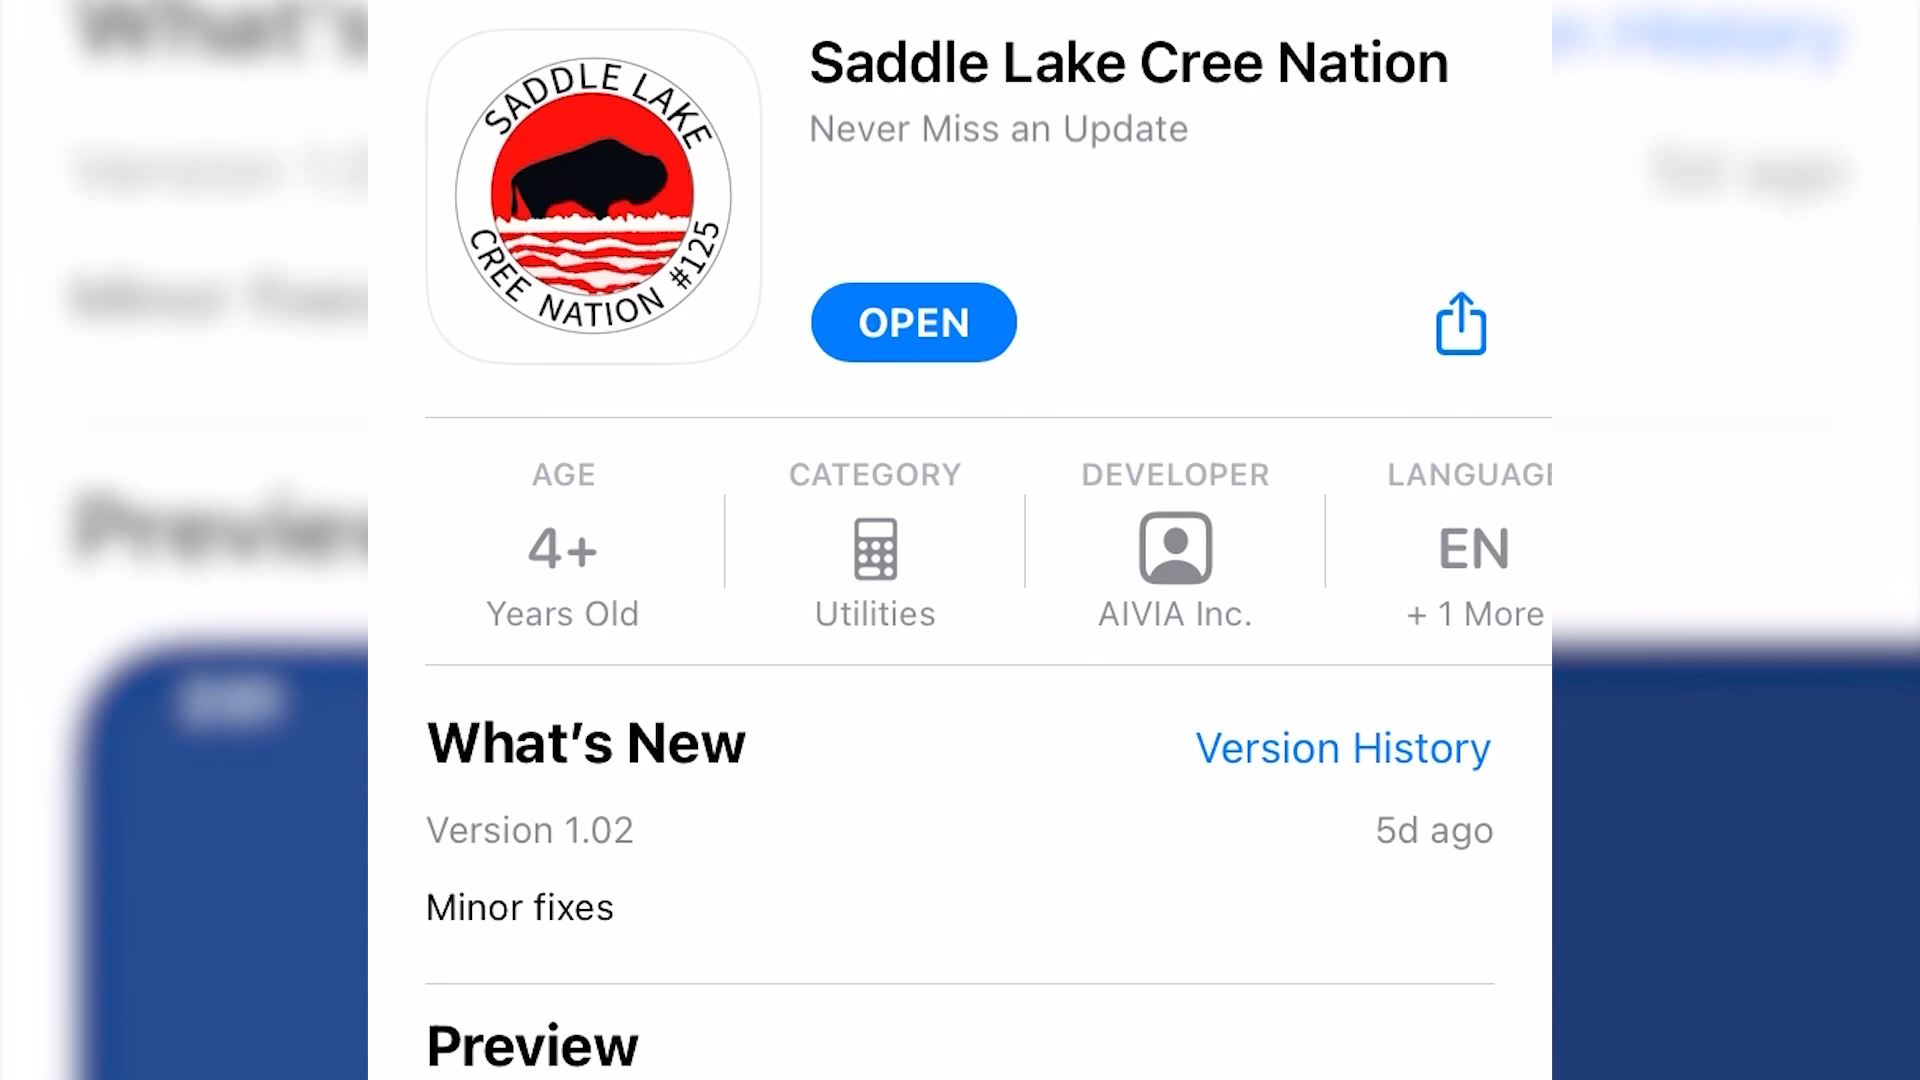 SADDLE LAKE
CREE NATION #125
Saddle Lake Cree Nation
Never Miss an Update
OPEN
AGE
4+
Years Old
CATEGORY
Utilities
DEVELOPER
AIVIA Inc.
LANGUAGE
EN
+ 1 More
What's New
Version History
Version 1.02
5d ago
Minor fixes
Preview